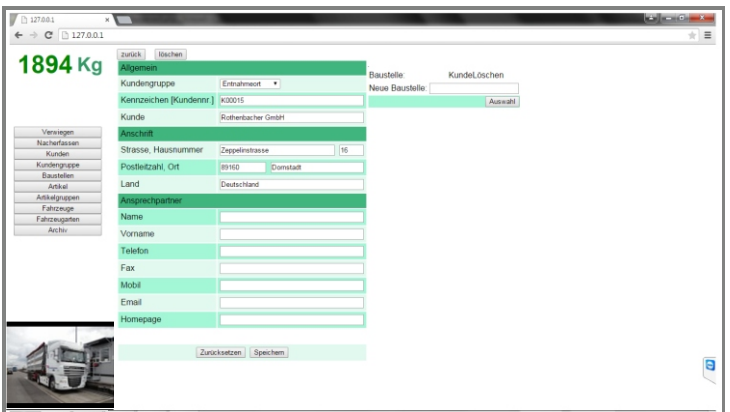 127.0.0.1
127.0.0.1
1894 Kg
Verwiegen
Nacherfassen
Kunden
Kundengruppe
Baustellen
Artikel
Artikelgruppen
Fahrzeuge
Fahrzeugarten
Archiv
zurück löschen
Allgemein
Kundengruppe Entnahmeort
Kennzeichen [Kundennr.] K00015
Kunde Rothenbacher GmbH
Anschrift
Strasse, Hausnummer Zeppelinstrasse 16
Postleitzahl, Ort 89160 Dornstadt
Land Deutschland
Ansprechpartner
Name
Vorname
Telefon
Fax
Mobil
Email
Homepage
Zurücksetzen Speichern
Baustelle: KundeLöschen
Neue Baustelle:
Auswahl